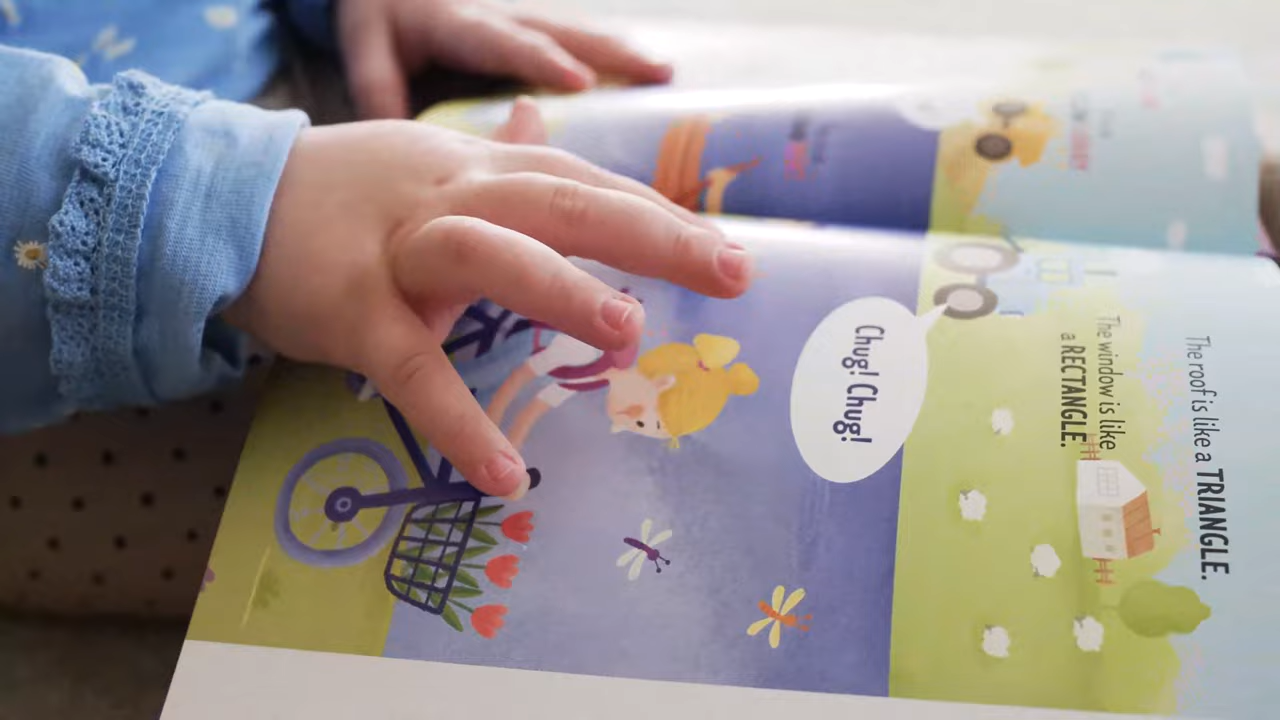 The roof is like a TRIANGLE.
The window is like
a RECTANGLE.
Chug! Chug!